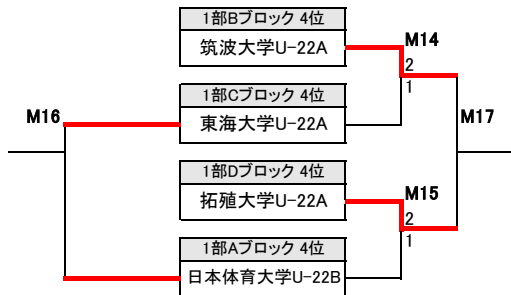 1部Bブロック 4位
筑波大学U-22A
M14
2
1
1部Cブロック 4位
東海大学U-22A
M16
M17
1部Dブロック 4位
拓殖大学U-22A
M15
2
1
1部Aブロック 4位
日本体育大学U-22B